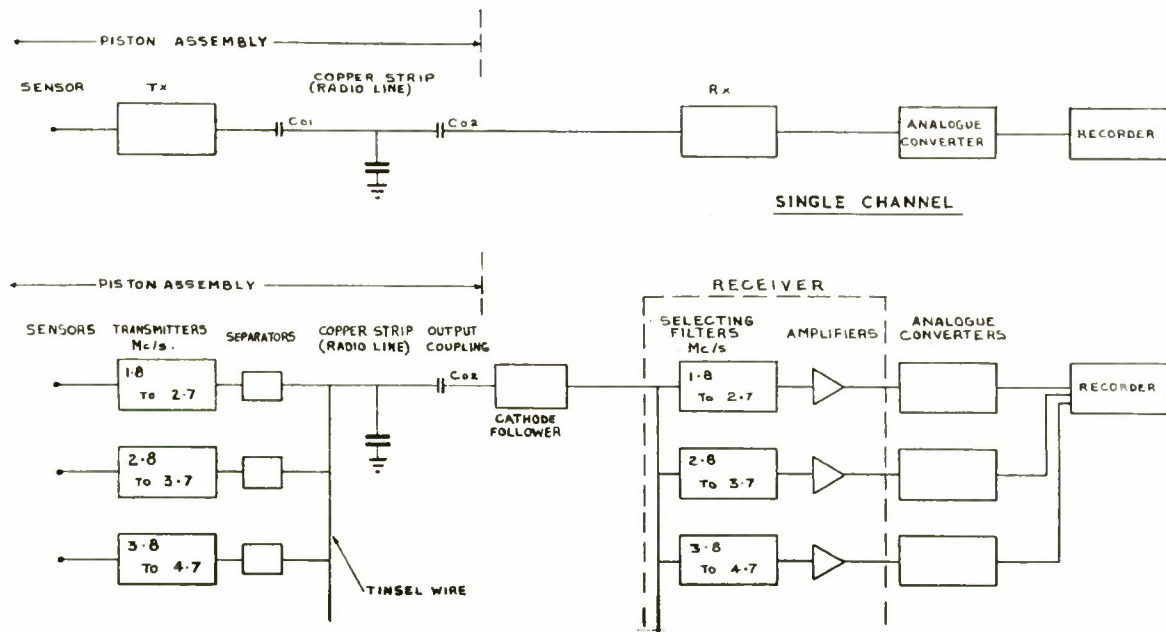 PISTON ASSEMBLY
SENSOR
Tx
COPPER STRIP
(RADIO LINE)
Co1
Co2
Rx
ANALOGUE
CONVERTER
RECORDER
SINGLE CHANNEL
PISTON ASSEMBLY
RECEIVER
SENSORS
TRANSMITTERS
Mc/s.
SEPARATORS
COPPER STRIP
(RADIO LINE)
OUTPUT
COUPLING
SELECTING
FILTERS
Mc/s
AMPLIFIERS
ANALOGUE
CONVERTERS
1·8
TO 2·7
Co2
CATHODE
FOLLOWER
1·8
TO 2·7
RECORDER
2·8
TO 3·7
2·8
TO 3·7
3·8
TO 4·7
3·8
TO 4·7
TINSEL WIRE